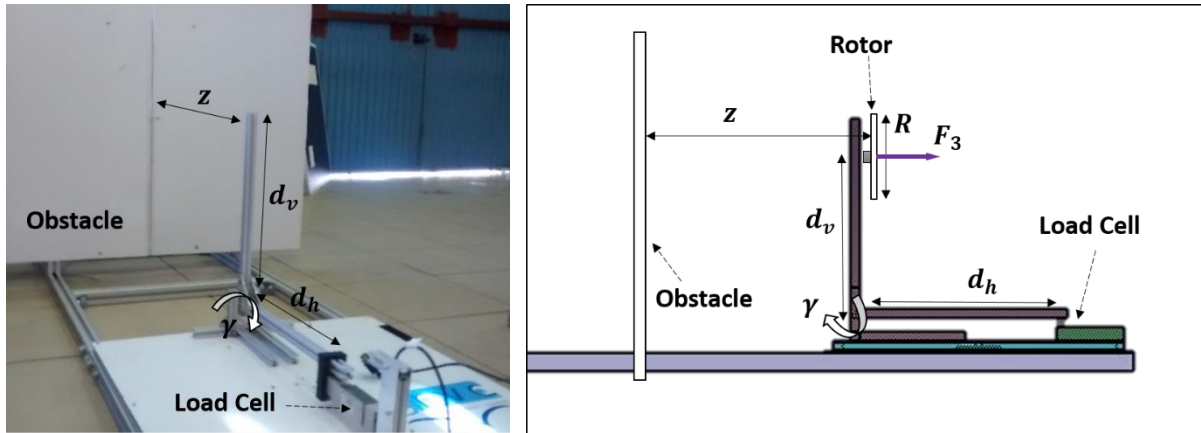 z
d_v
Obstacle
d_h
γ
Load Cell
Rotor
z
R
F_3
d_v
Load Cell
d_h
Obstacle
γ